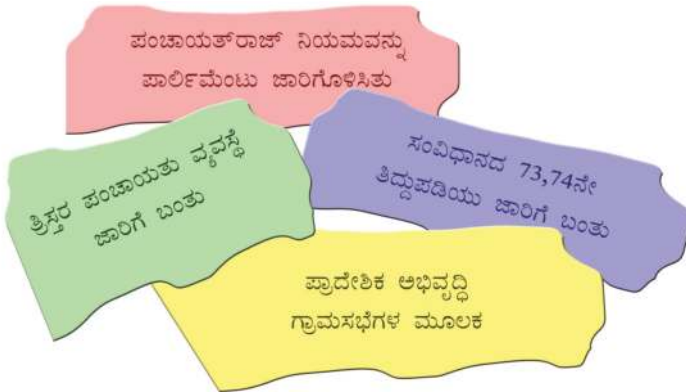 ಪಂಚಾಯತ್‌ರಾಜ್ ನಿಯಮವನ್ನು
ಪಾರ್ಲಿಮೆಂಟು ಜಾರಿಗೊಳಿಸಿತು
ತ್ರಿಸ್ತರ ಪಂಚಾಯತು ವ್ಯವಸ್ಥೆ
ಜಾರಿಗೆ ಬಂತು
ಸಂವಿಧಾನದ 73,74ನೇ
ತಿದ್ದುಪಡಿಯು ಜಾರಿಗೆ ಬಂತು
ಪ್ರಾದೇಶಿಕ ಅಭಿವೃದ್ಧಿ
ಗ್ರಾಮಸಭೆಗಳ ಮೂಲಕ